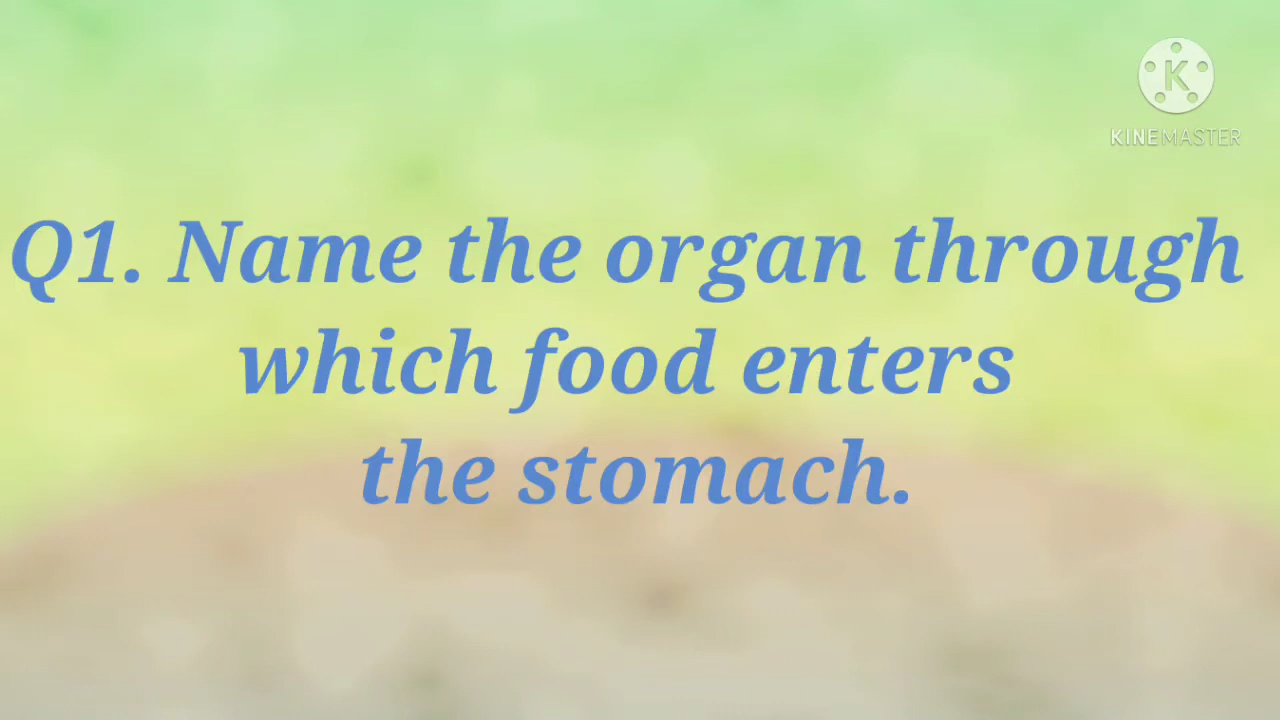 K
KINEMASTER
Q1. Name the organ through
which food enters
the stomach.